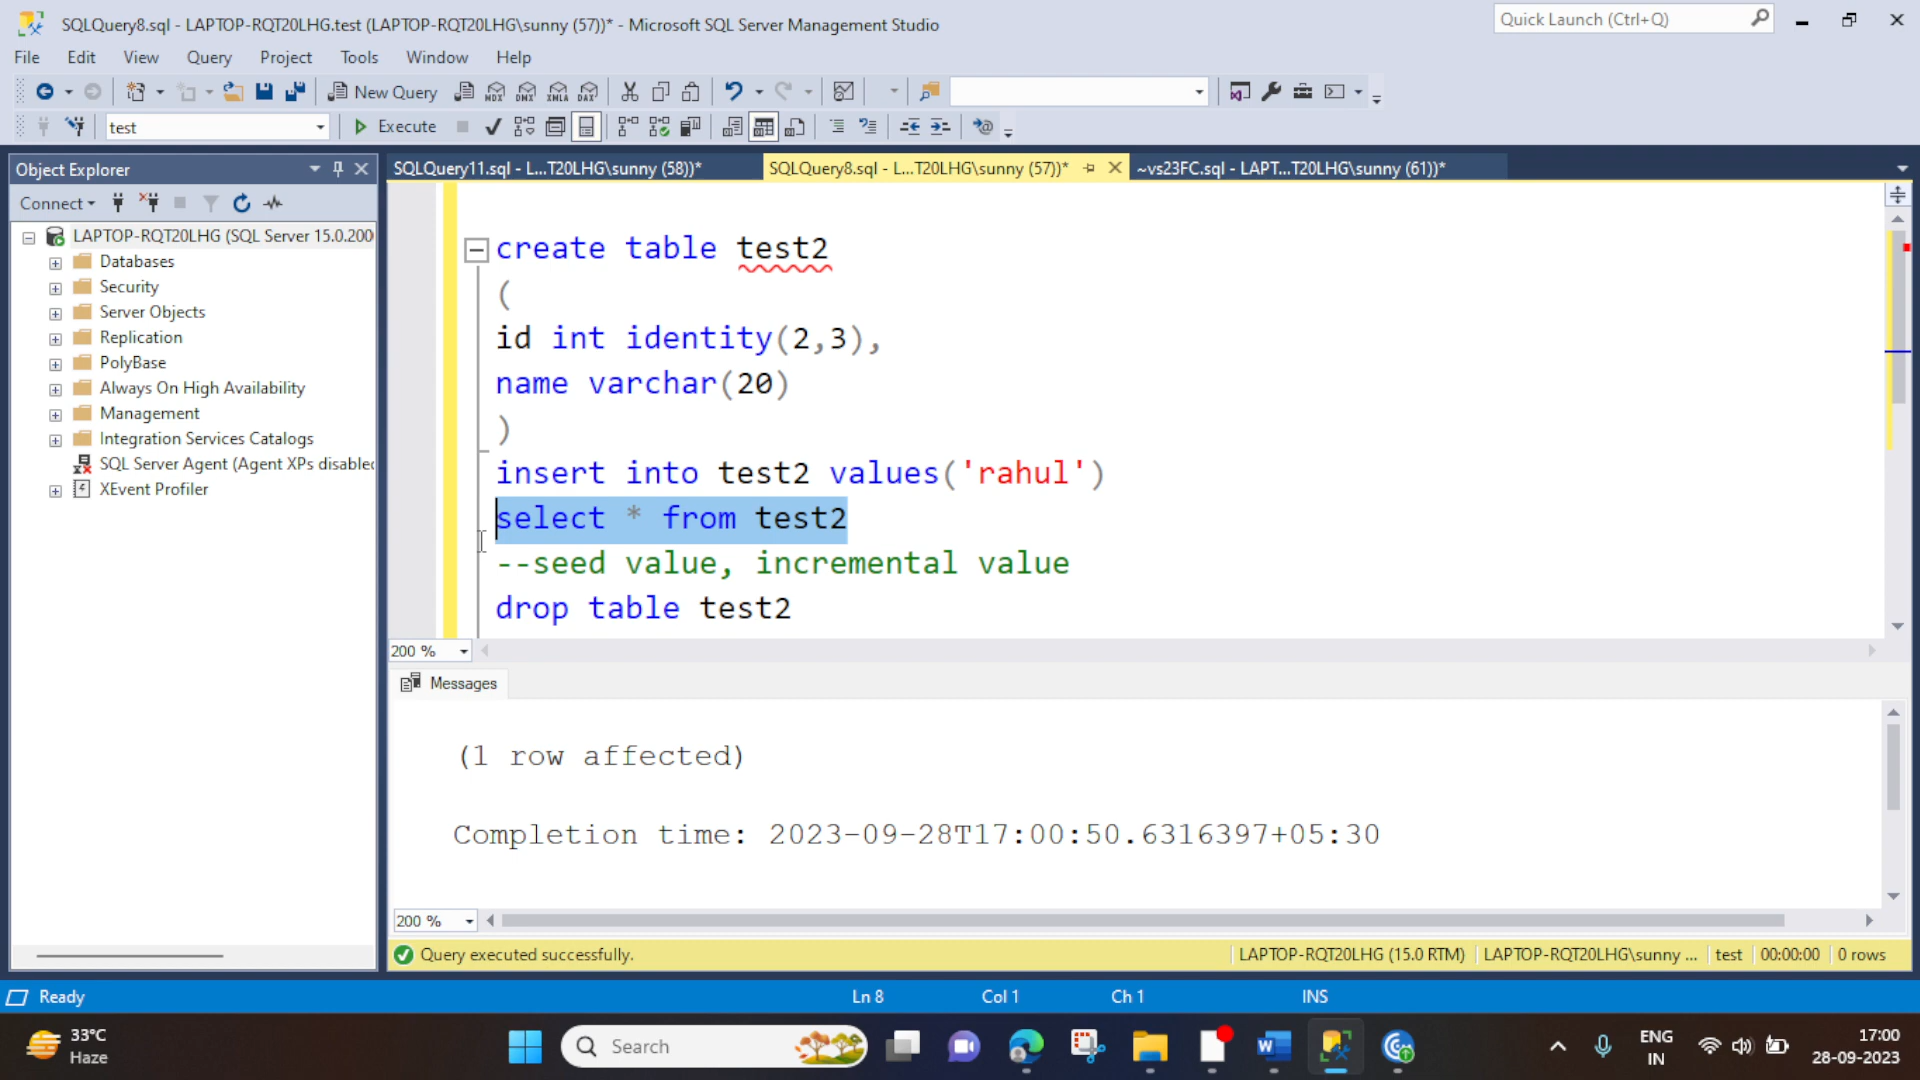 SQLQuery8.sql - LAPTOP-RQT20LHG.test (LAPTOP-RQT20LHG\sunny (57))* - Microsoft SQL Server Management Studio
Quick Launch (Ctrl+Q)
File Edit View Query Project Tools Window Help
New Query MDX DMX XMLA DAX
test Execute
Object Explorer
Connect
LAPTOP-RQT20LHG (SQL Server 15.0.200
Databases
Security
Server Objects
Replication
PolyBase
Always On High Availability
Management
Integration Services Catalogs
SQL Server Agent (Agent XPs disabled
XEvent Profiler
SQLQuery11.sql - L...T20LHG\sunny (58))* SQLQuery8.sql - L...T20LHG\sunny (57))* ~vs23FC.sql - LAPT...T20LHG\sunny (61))*
create table test2
(
id int identity(2,3),
name varchar(20)
)
insert into test2 values('rahul')
select * from test2
--seed value, incremental value
drop table test2
200 %
Messages
(1 row affected)
Completion time: 2023-09-28T17:00:50.6316397+05:30
200 %
Query executed successfully. LAPTOP-RQT20LHG (15.0 RTM) LAPTOP-RQT20LHG\sunny ... test 00:00:00 0 rows
Ready Ln 8 Col 1 Ch 1 INS
33°C
Haze
Search
ENG
IN
17:00
28-09-2023